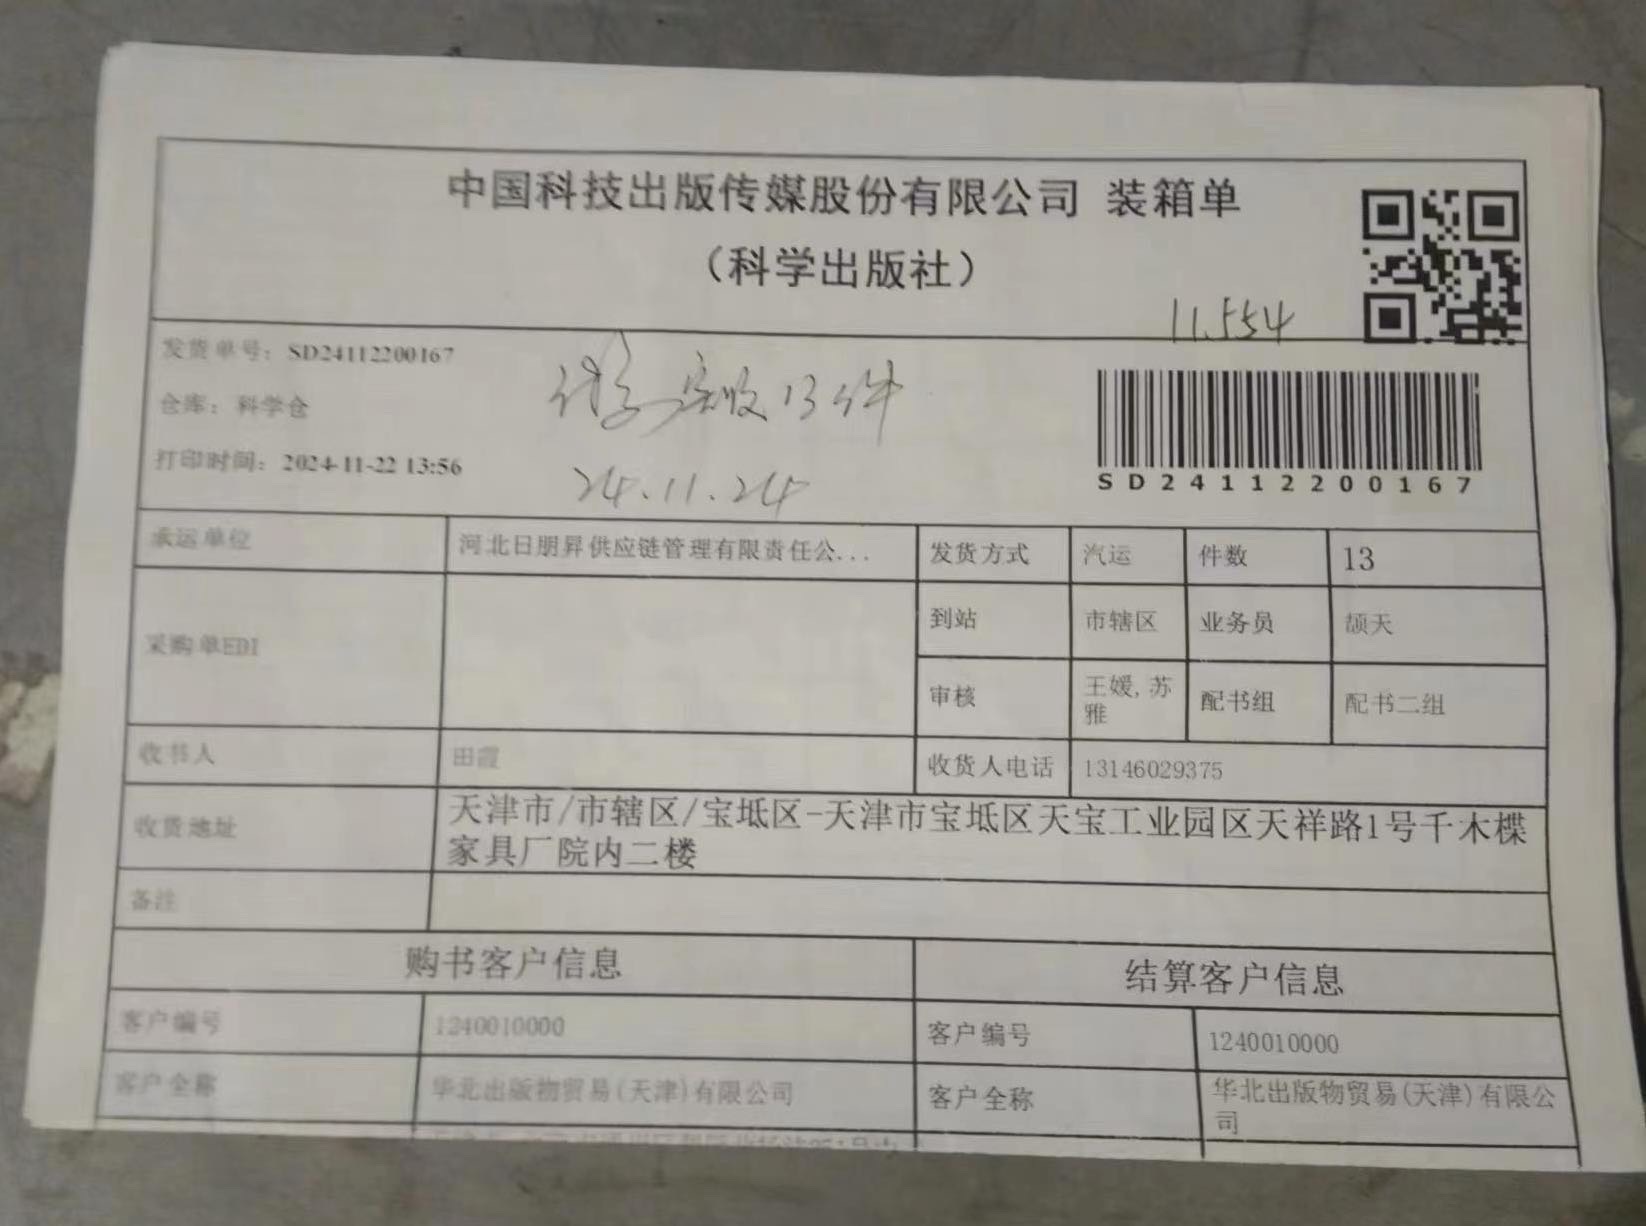 中国科技出版传媒股份有限公司 装箱单
（科学出版社）
11.554
发货单号：SD24112200167
仓库：科学仓
打印时间：2024-11-22 13:56
实收13件
24.11.24
SD24112200167
承运单位 河北日朋昇供应链管理有限责任公... 发货方式 汽运 件数 13
采购单EDI
到站 市辖区 业务员 颉天
审核 王媛,苏雅 配书组 配书二组
收书人 田霞 收货人电话 13146029375
收货地址 天津市/市辖区/宝坻区-天津市宝坻区天宝工业园区天祥路1号千木楪
家具厂院内二楼
备注
购书客户信息 结算客户信息
客户编号 1240010000 客户编号 1240010000
客户全称 华北出版物贸易(天津)有限公司 客户全称 华北出版物贸易(天津)有限公
司